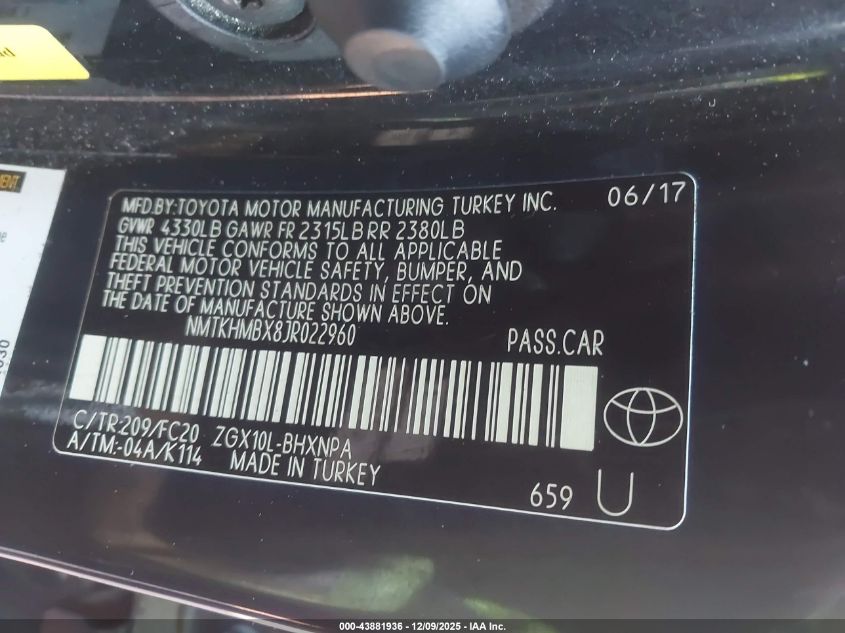 MFD.BY:TOYOTA MOTOR MANUFACTURING TURKEY INC. 06/17
GVWR 4330LB GAWR FR 2315LB RR 2380LB
THIS VEHICLE CONFORMS TO ALL APPLICABLE
FEDERAL MOTOR VEHICLE SAFETY, BUMPER, AND
THEFT PREVENTION STANDARDS IN EFFECT ON
THE DATE OF MANUFACTURE SHOWN ABOVE.
NMTKHMBX8JR022960 PASS.CAR
C/TR:209/FC20 ZGX10L-BHXNPA
A/TM:-04A/K114 MADE IN TURKEY
659 U
000-43881936 - 12/09/2025 - IAA Inc.